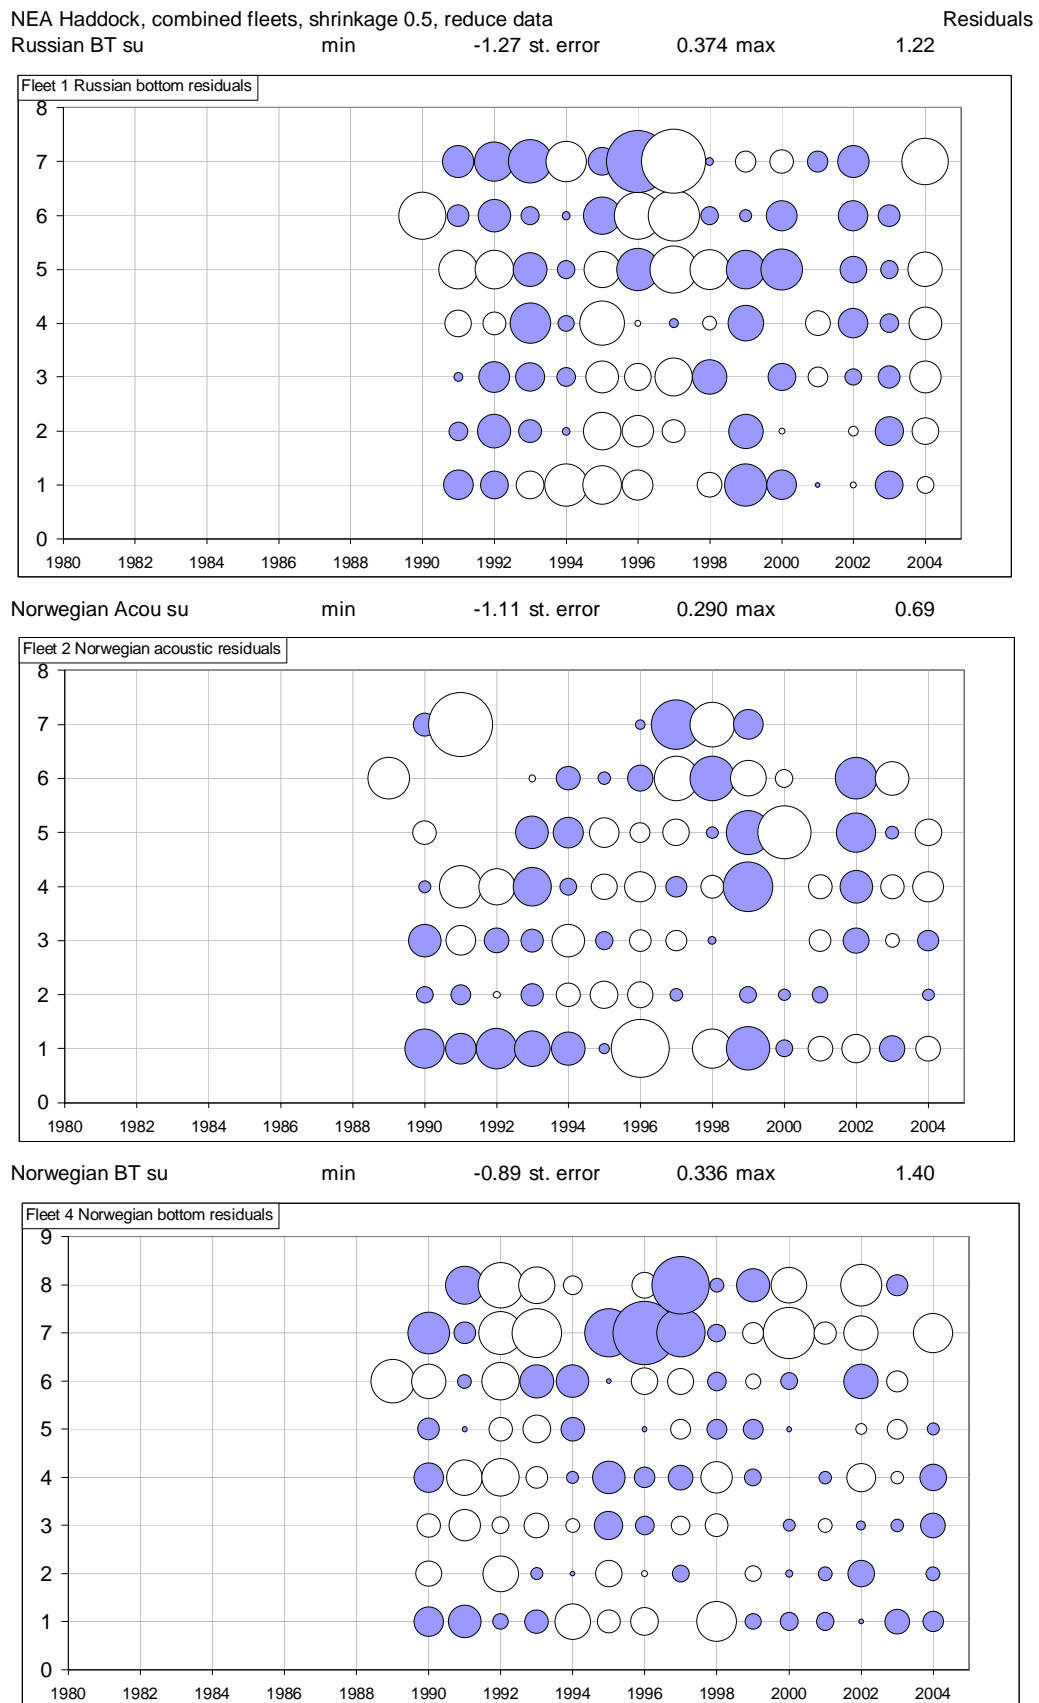 NEA Haddock, combined fleets, shrinkage 0.5, reduce data Residuals
Russian BT su min -1.27 st. error 0.374 max 1.22
Fleet 1 Russian bottom residuals
8
7
6
5
4
3
2
1
0
1980 1982 1984 1986 1988 1990 1992 1994 1996 1998 2000 2002 2004
Norwegian Acou su min -1.11 st. error 0.290 max 0.69
Fleet 2 Norwegian acoustic residuals
8
7
6
5
4
3
2
1
0
1980 1982 1984 1986 1988 1990 1992 1994 1996 1998 2000 2002 2004
Norwegian BT su min -0.89 st. error 0.336 max 1.40
Fleet 4 Norwegian bottom residuals
9
8
7
6
5
4
3
2
1
0
1980 1982 1984 1986 1988 1990 1992 1994 1996 1998 2000 2002 2004